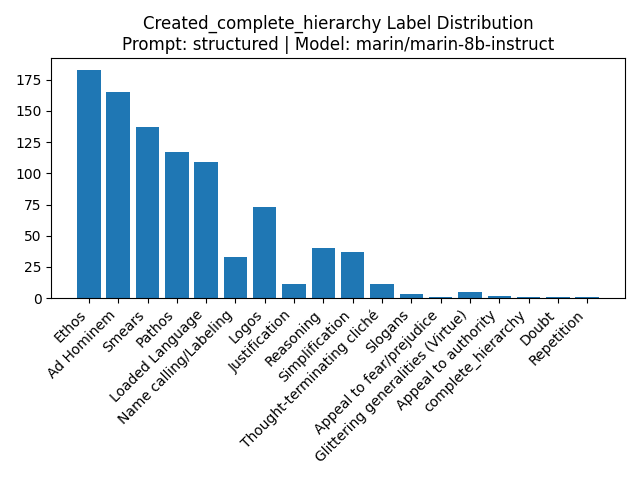 Created_complete_hierarchy Label Distribution
Prompt: structured | Model: marin/marin-8b-instruct
175
150
125
100
75
50
25
0
Ethos
Ad Hominem
Smears
Pathos
Loaded Language
Name calling/Labeling
Logos
Justification
Reasoning
Simplification
Thought-terminating cliché
Slogans
Appeal to fear/prejudice
Glittering generalities (Virtue)
Appeal to authority
complete_hierarchy
Doubt
Repetition